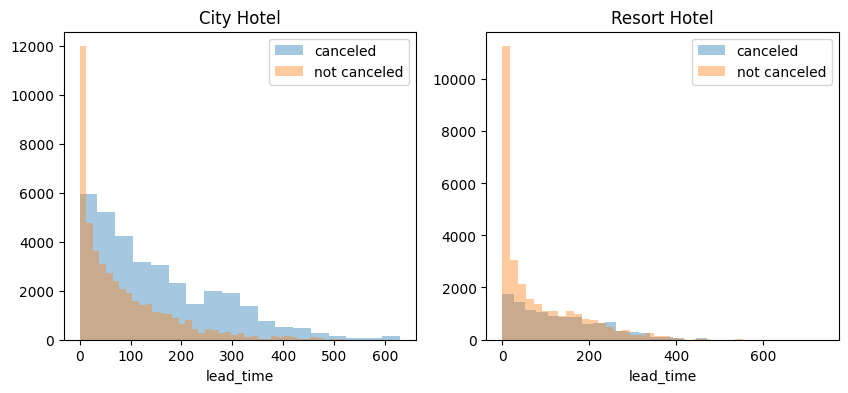 City Hotel
canceled
not canceled
12000
10000
8000
6000
4000
2000
0
0 100 200 300 400 500 600
lead_time
Resort Hotel
canceled
not canceled
10000
8000
6000
4000
2000
0
0 200 400 600
lead_time